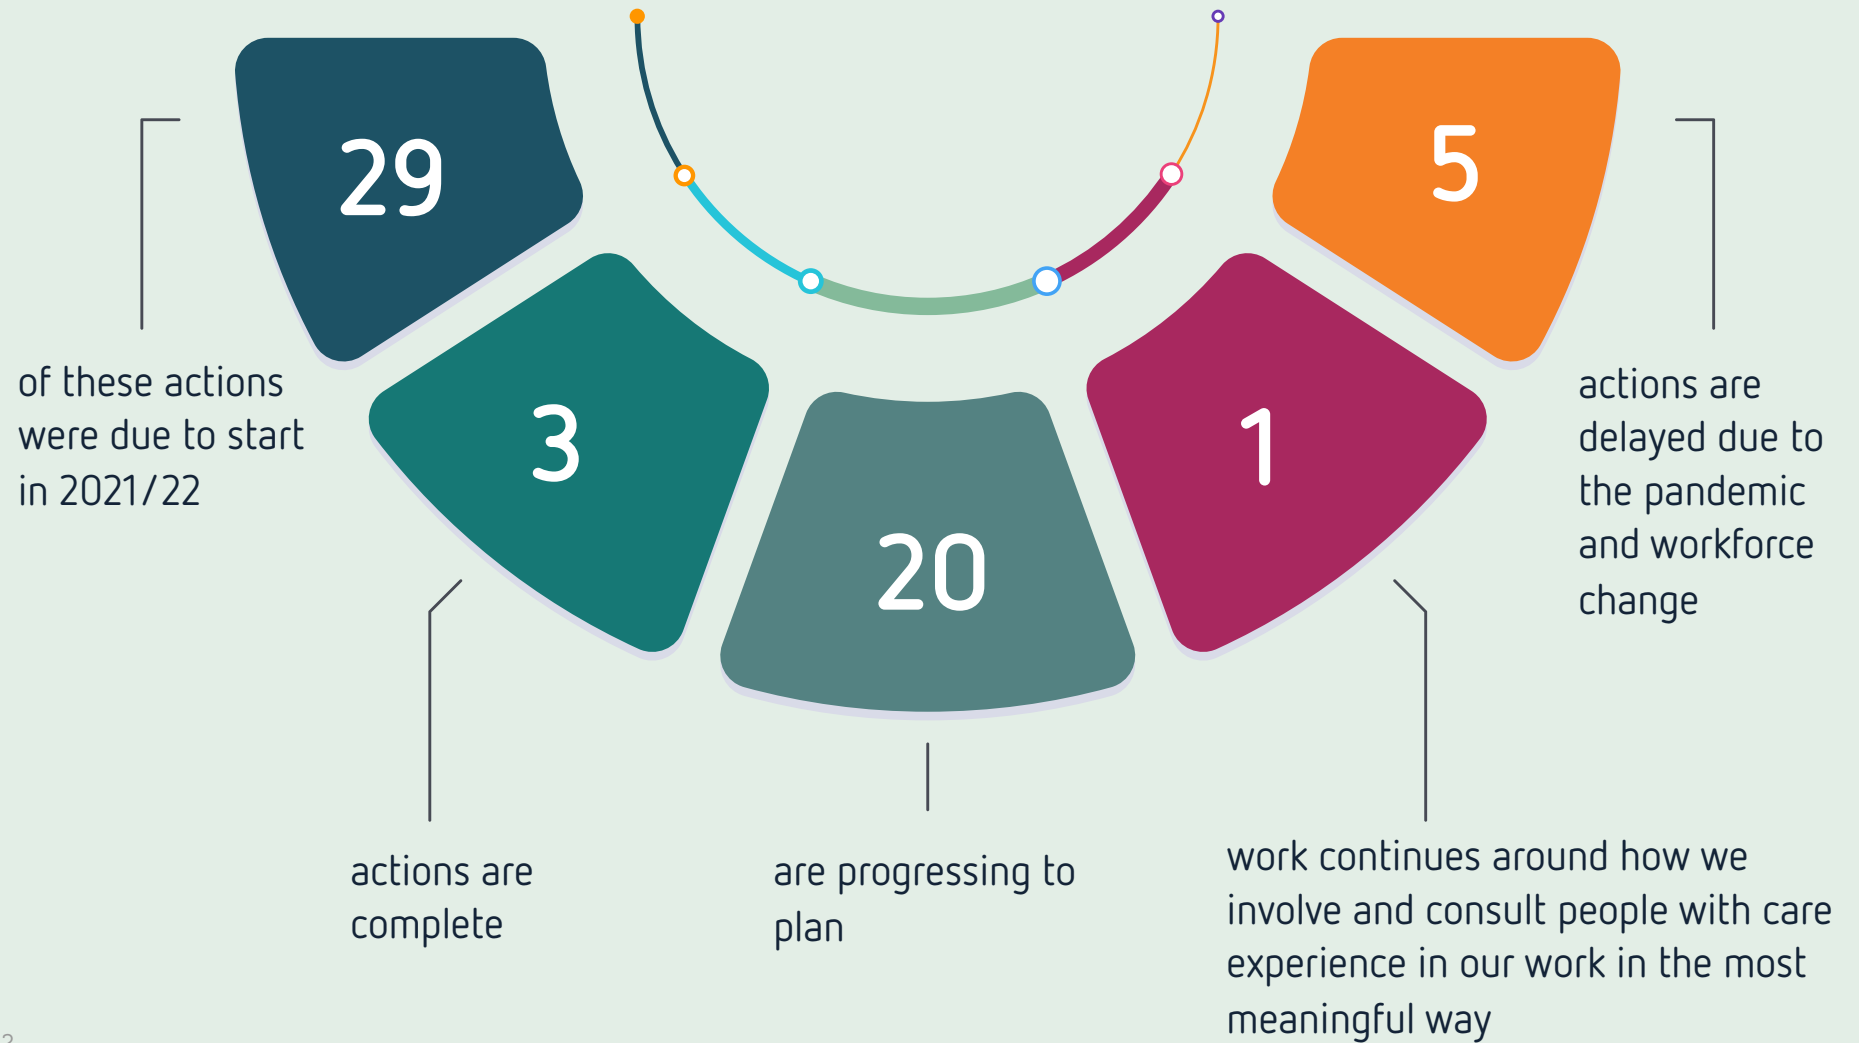 29
of these actions
were due to start
in 2021/22
3
actions are
complete
20
are progressing to
plan
1
work continues around how we
involve and consult people with care
experience in our work in the most
meaningful way
5
actions are
delayed due to
the pandemic
and workforce
change
2